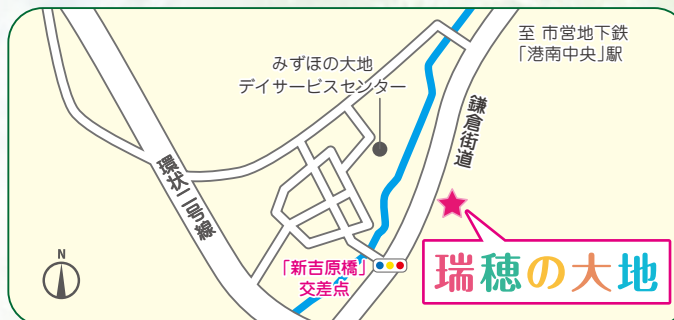 至 市営地下鉄
「港南中央」駅
みずほの大地
デイサービスセンター
鎌倉街道
環状二号線
「新吉原橋」
交差点
瑞穂の大地
N